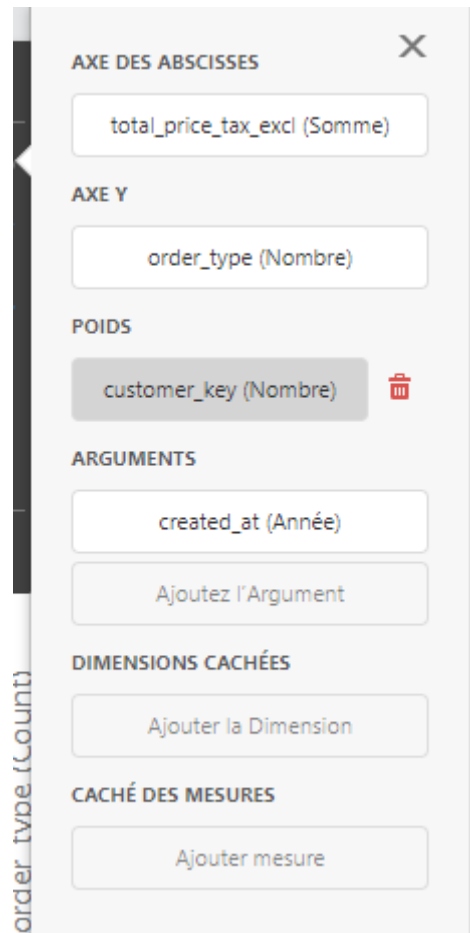 AXE DES ABSCISSES
total_price_tax_excl (Somme)
AXE Y
order_type (Nombre)
POIDS
customer_key (Nombre)
ARGUMENTS
created_at (Année)
Ajoutez l'Argument
DIMENSIONS CACHÉES
Ajouter la Dimension
CACHÉ DES MESURES
Ajouter mesure
order_type (Count)